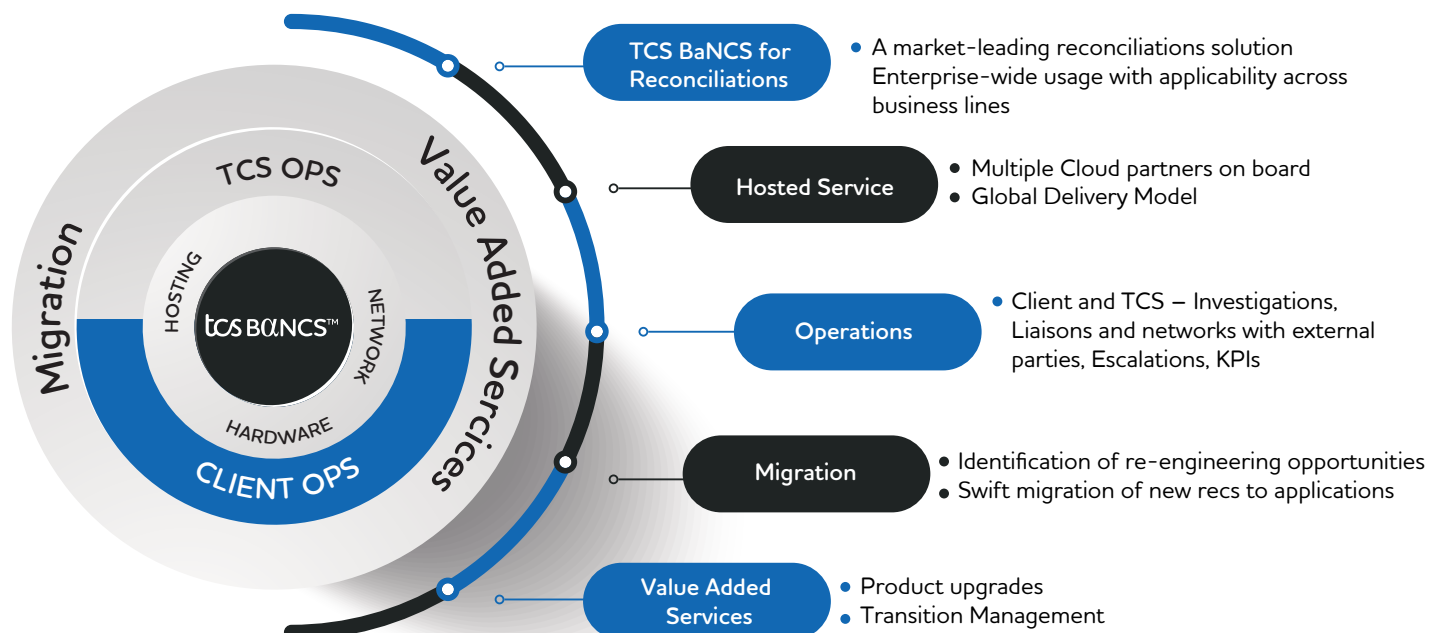 Migration
TCS OPS
Value Added Sercices
HOSTING
NETWORK
HARDWARE
tcs BaNCS™
CLIENT OPS
TCS BaNCS for
Reconciliations
• A market-leading reconciliations solution
Enterprise-wide usage with applicability across
business lines
Hosted Service
• Multiple Cloud partners on board
• Global Delivery Model
Operations
• Client and TCS – Investigations,
Liaisons and networks with external
parties, Escalations, KPIs
Migration
• Identification of re-engineering opportunities
• Swift migration of new recs to applications
Value Added
Services
• Product upgrades
• Transition Management